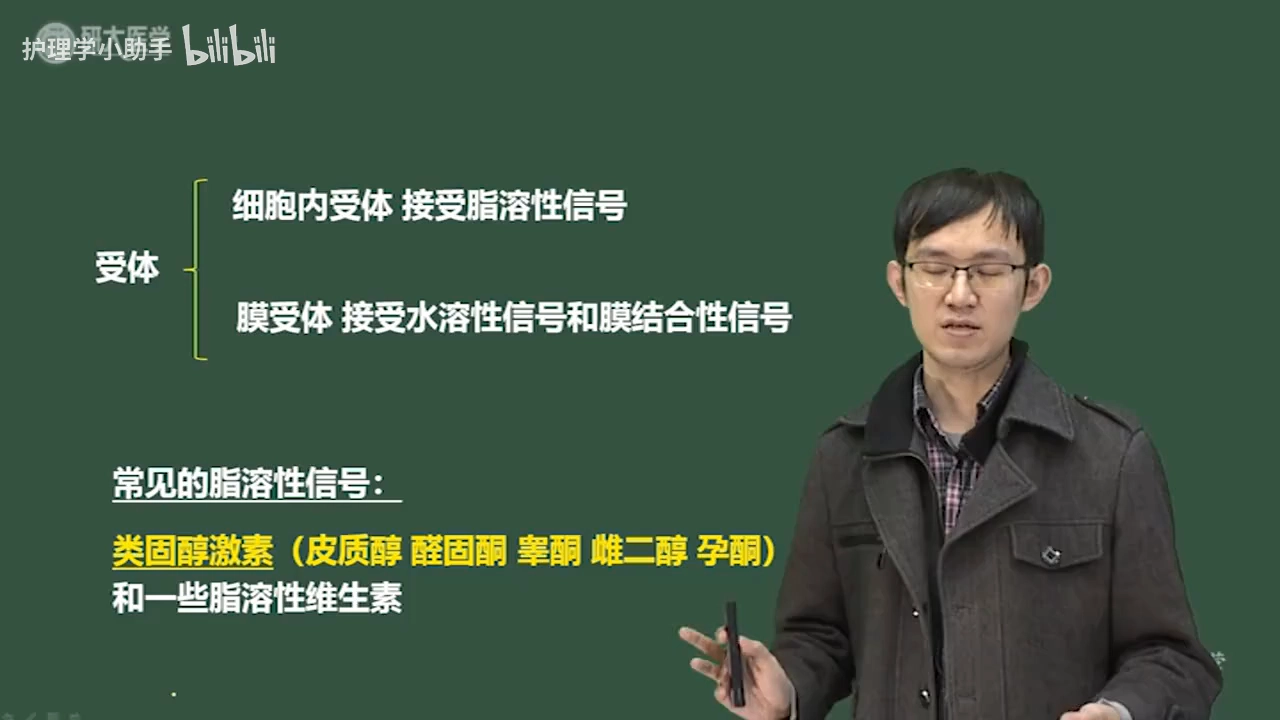 护理学小助手 bilibili
细胞内受体 接受脂溶性信号
受体
膜受体 接受水溶性信号和膜结合性信号
常见的脂溶性信号：
类固醇激素（皮质醇 醛固酮 睾酮 雌二醇 孕酮）
和一些脂溶性维生素